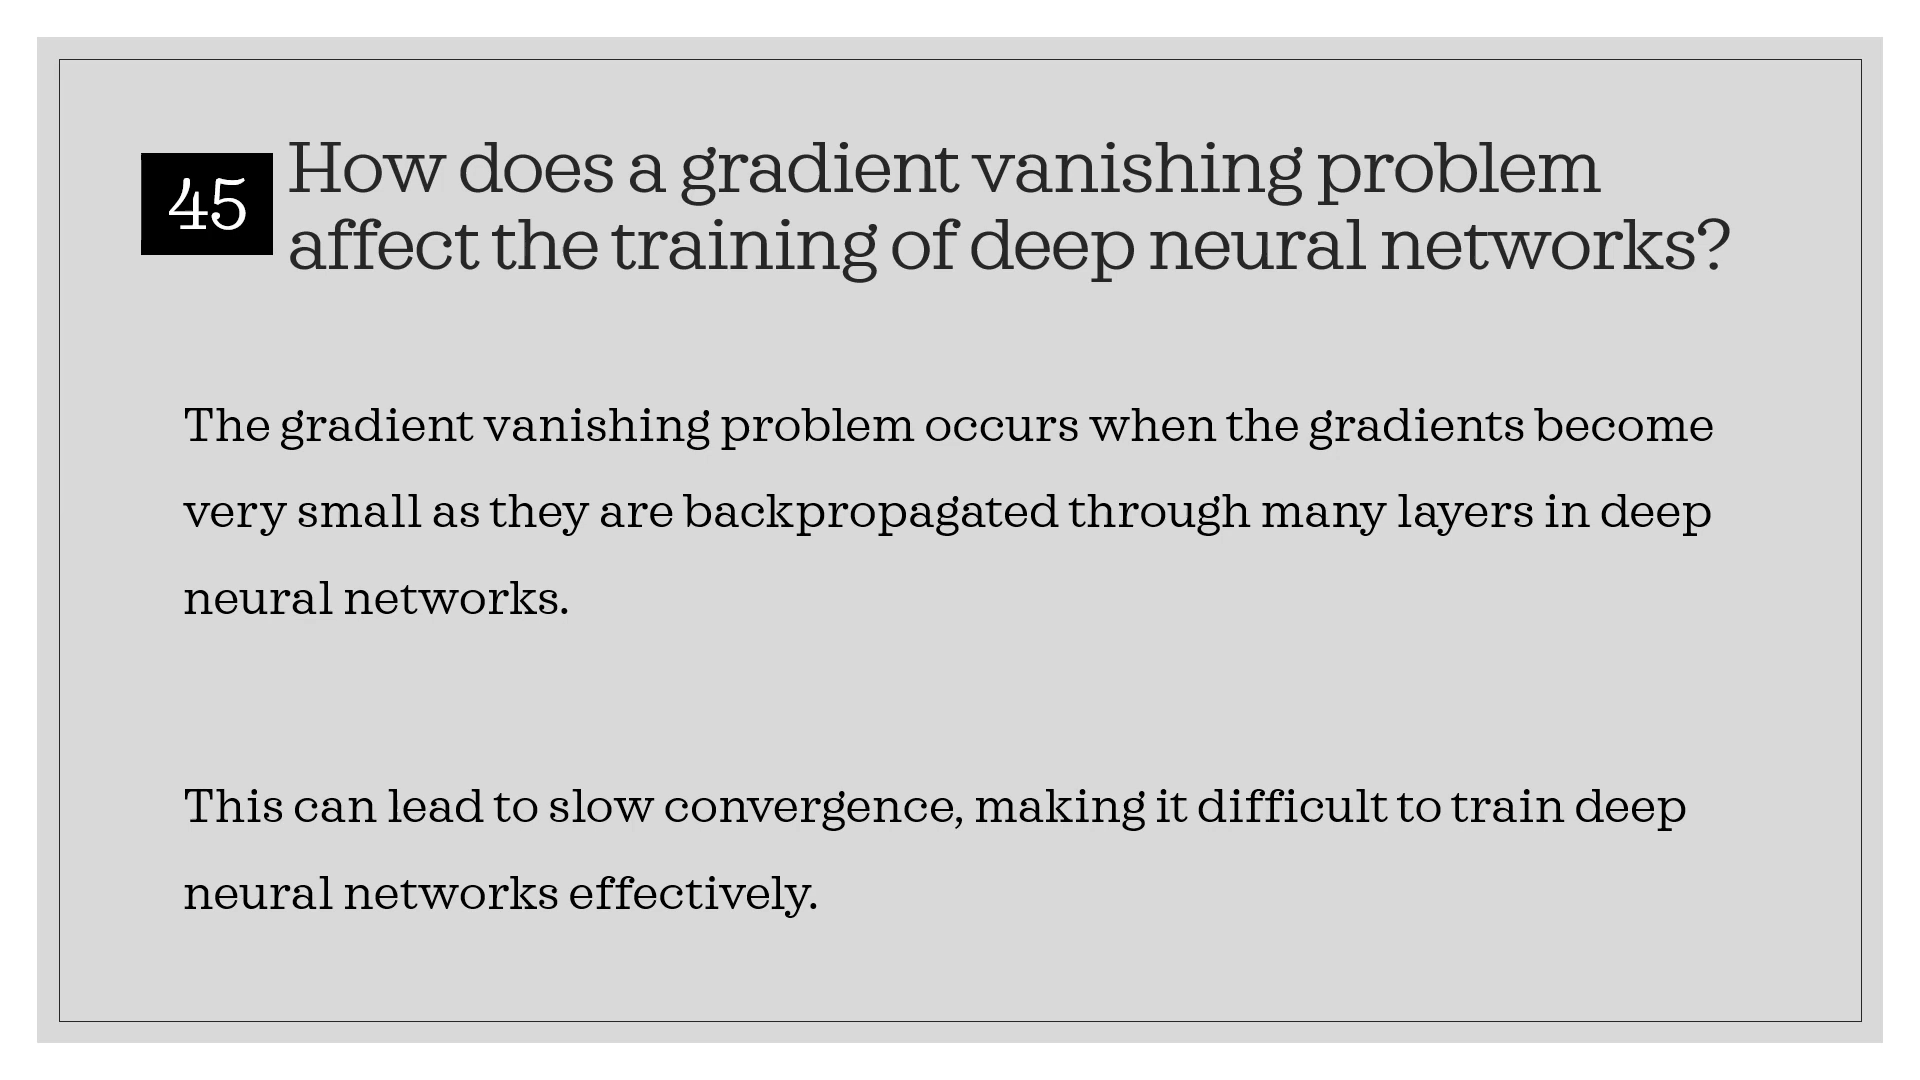 45
How does a gradient vanishing problem
affect the training of deep neural networks?
The gradient vanishing problem occurs when the gradients become
very small as they are backpropagated through many layers in deep
neural networks.
This can lead to slow convergence, making it difficult to train deep
neural networks effectively.